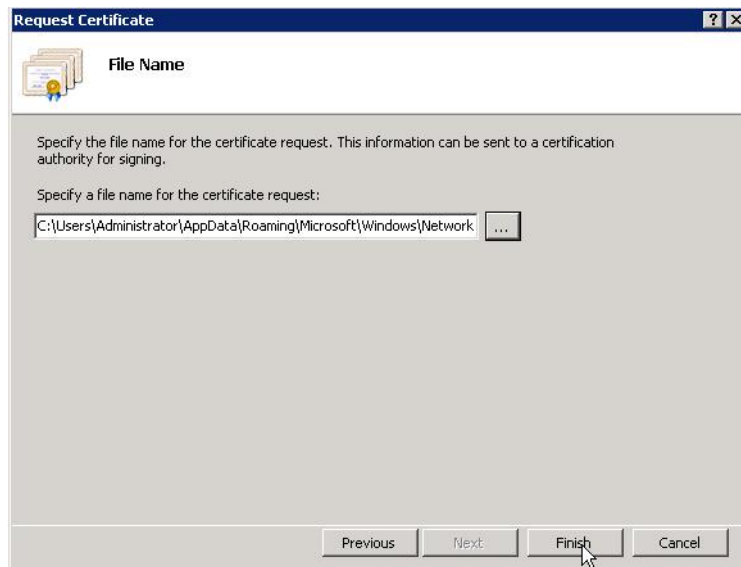 Request Certificate
? X
File Name
Specify the file name for the certificate request. This information can be sent to a certification
authority for signing.
Specify a file name for the certificate request:
C:\Users\Administrator\AppData\Roaming\Microsoft\Windows\Network
...
Previous
Next
Finish
Cancel